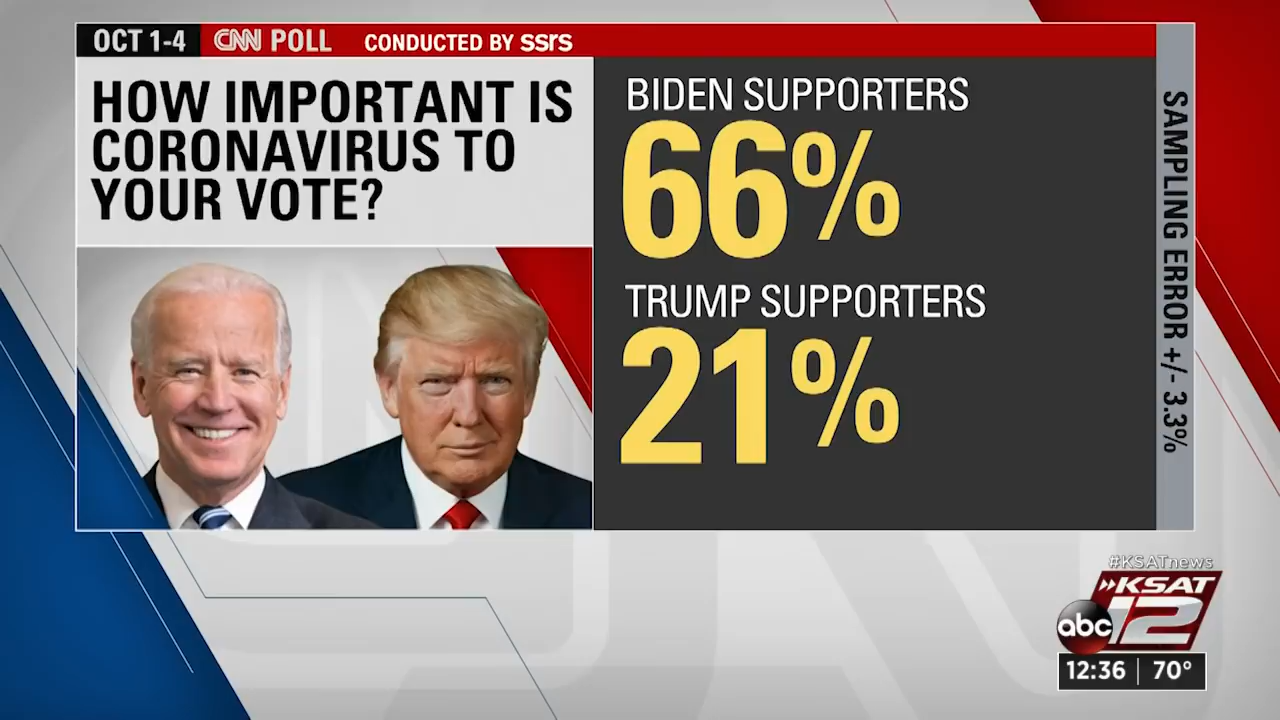 OCT 1-4 CNN POLL CONDUCTED BY SSRS
HOW IMPORTANT IS
CORONAVIRUS TO
YOUR VOTE?
BIDEN SUPPORTERS
66%
TRUMP SUPPORTERS
21%
SAMPLING ERROR +/- 3.3%
#KSATnews
KSAT
abc 12
12:36 70°